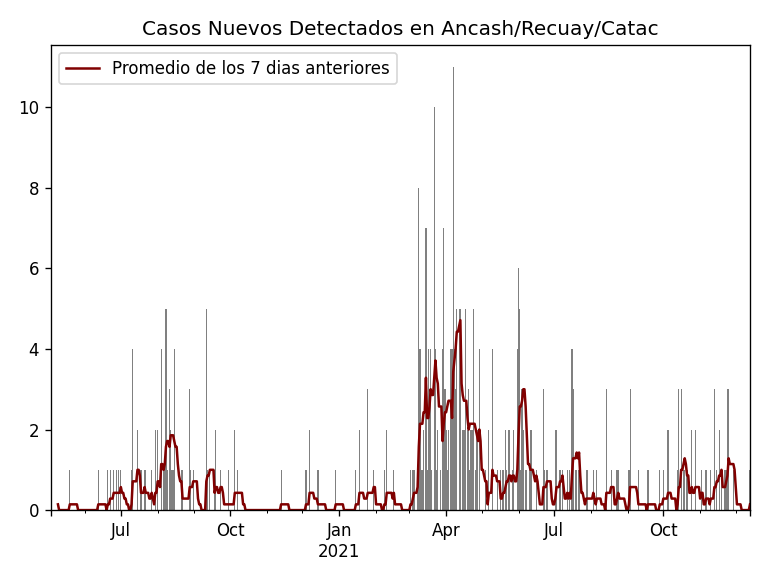 Casos Nuevos Detectados en Ancash/Recuay/Catac
Promedio de los 7 dias anteriores
10
8
6
4
2
0
Jul
Oct
Jan
2021
Apr
Jul
Oct